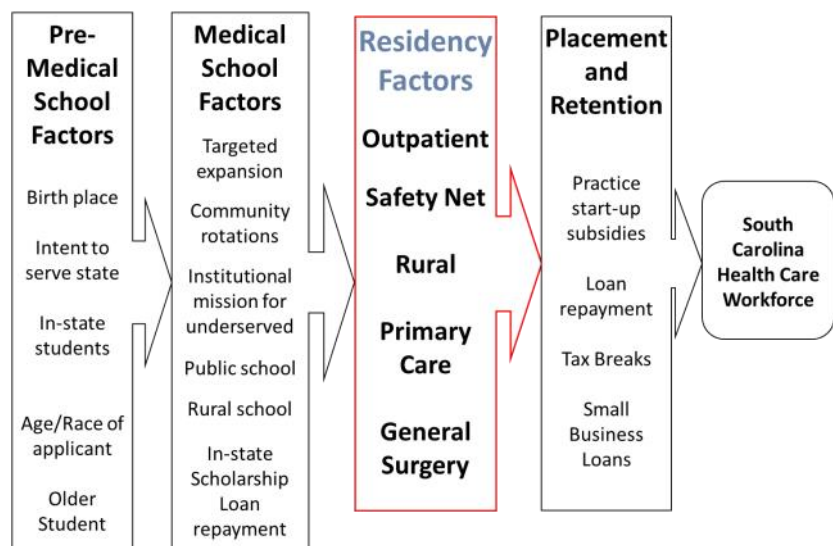 Pre-
Medical
School
Factors
Birth place
Intent to
serve state
In-state
students
Age/Race of
applicant
Older
Student
Medical
School
Factors
Targeted
expansion
Community
rotations
Institutional
mission for
underserved
Public school
Rural school
In-state
Scholarship
Loan
repayment
Residency
Factors
Outpatient
Safety Net
Rural
Primary
Care
General
Surgery
Placement
and
Retention
Practice
start-up
subsidies
Loan
repayment
Tax Breaks
Small
Business
Loans
South
Carolina
Health Care
Workforce